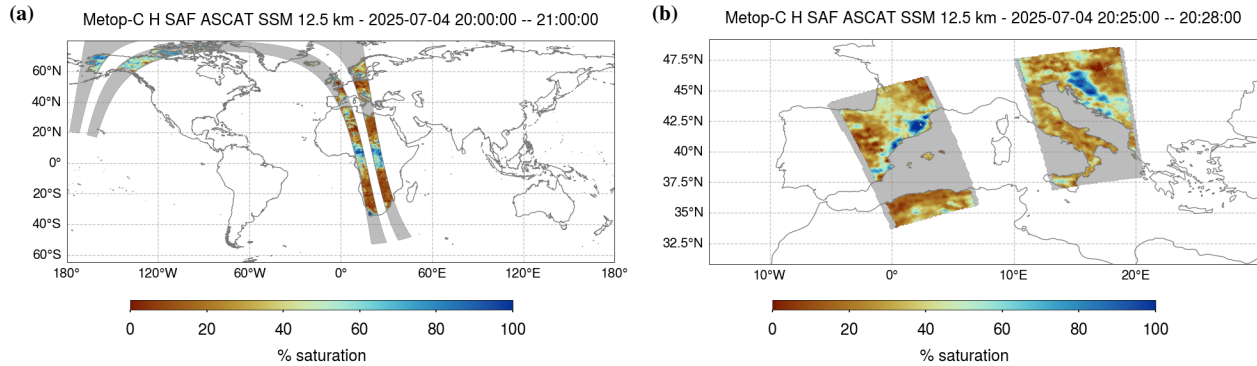 (a)
Metop-C H SAF ASCAT SSM 12.5 km - 2025-07-04 20:00:00 -- 21:00:00
60°N
40°N
20°N
0°
20°S
40°S
60°S
180° 120°W 60°W 0° 60°E 120°E 180°
0 20 40 60 80 100
% saturation
(b)
Metop-C H SAF ASCAT SSM 12.5 km - 2025-07-04 20:25:00 -- 20:28:00
47.5°N
45°N
42.5°N
40°N
37.5°N
35°N
32.5°N
10°W 0° 10°E 20°E
0 20 40 60 80 100
% saturation